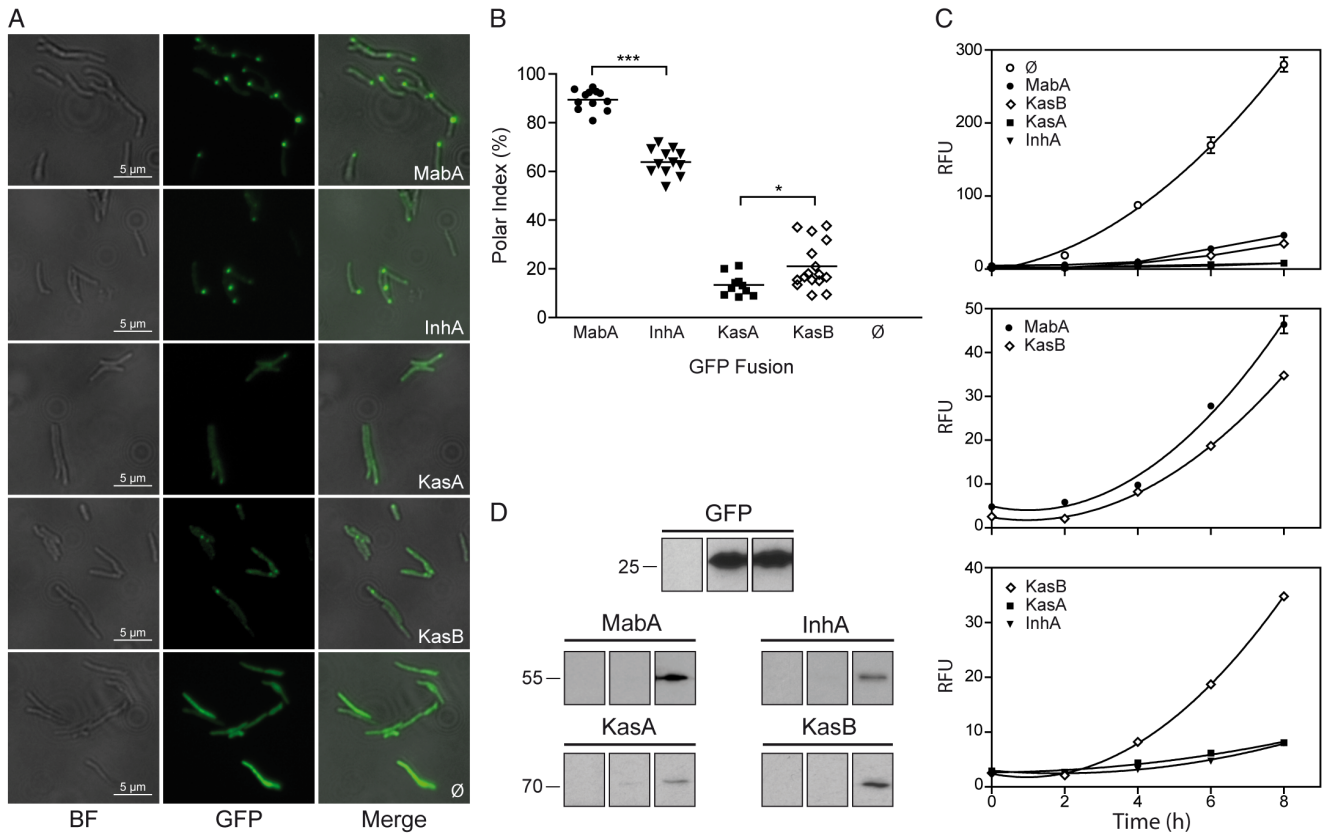 A
5 µm
MabA
5 µm
InhA
5 µm
KasA
5 µm
KasB
5 µm
Ø
BF GFP Merge
B
Polar Index (%)
100
80
60
40
20
0
***
*
MabA InhA KasA KasB Ø
GFP Fusion
C
RFU
300
200
100
0
Ø
MabA
KasB
KasA
InhA
RFU
50
40
30
20
10
0
MabA
KasB
RFU
40
30
20
10
0
KasB
KasA
InhA
0 2 4 6 8
Time (h)
D
GFP
25
MabA InhA
55
KasA KasB
70